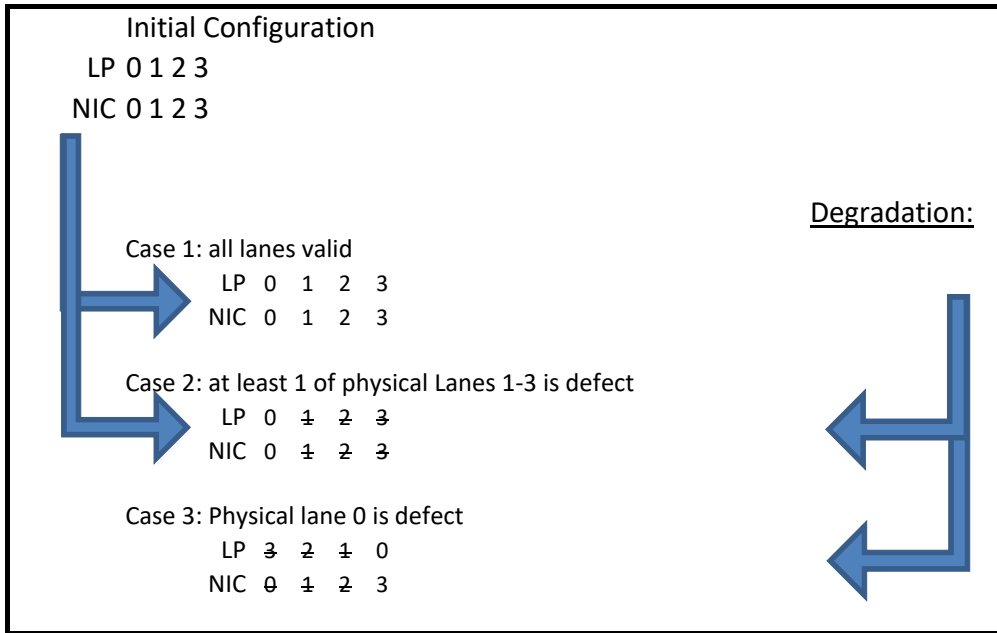 Initial Configuration
LP 0 1 2 3
NIC 0 1 2 3
Degradation:
Case 1: all lanes valid
LP 0 1 2 3
NIC 0 1 2 3
Case 2: at least 1 of physical Lanes 1-3 is defect
LP 0 1 2 3
NIC 0 1 2 3
Case 3: Physical lane 0 is defect
LP 3 2 1 0
NIC 0 1 2 3